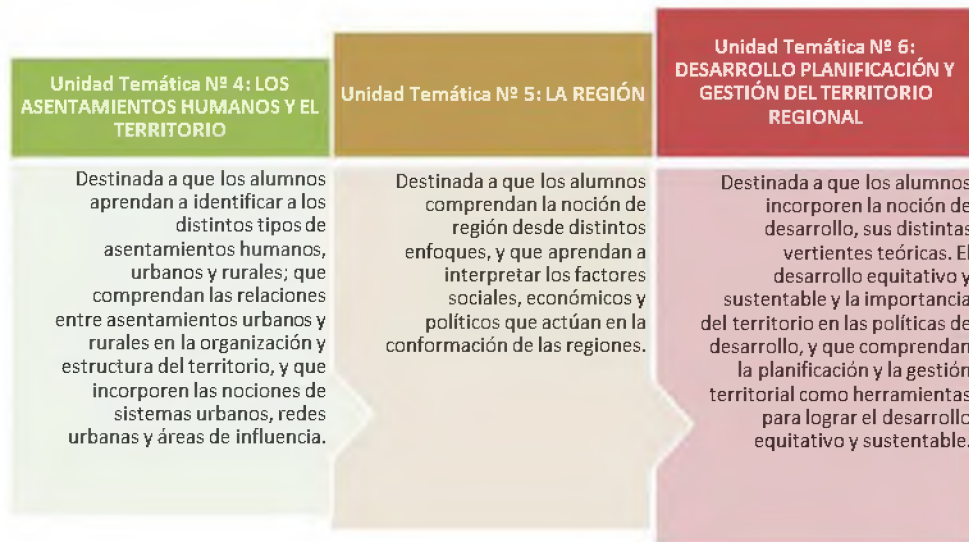 Unidad Temática Nº 4: LOS
ASENTAMIENTOS HUMANOS Y EL
TERRITORIO
Destinada a que los alumnos
aprendan a identificar a los
distintos tipos de
asentamientos humanos,
urbanos y rurales; que
comprendan las relaciones
entre asentamientos urbanos y
rurales en la organización y
estructura del territorio, y que
incorporen las nociones de
sistemas urbanos, redes
urbanas y áreas de influencia.
Unidad Temática Nº 5: LA REGIÓN
Destinada a que los alumnos
comprendan la noción de
región desde distintos
enfoques, y que aprendan a
interpretar los factores
sociales, económicos y
políticos que actúan en la
conformación de las regiones.
Unidad Temática Nº 6:
DESARROLLO PLANIFICACIÓN Y
GESTIÓN DEL TERRITORIO
REGIONAL
Destinada a que los alumnos
incorporen la noción de
desarrollo, sus distintas
vertientes teóricas. El
desarrollo equitativo y
sustentable y la importancia
del territorio en las políticas de
desarrollo, y que comprendan
la planificación y la gestión
territorial como herramientas
para lograr el desarrollo
equitativo y sustentable.